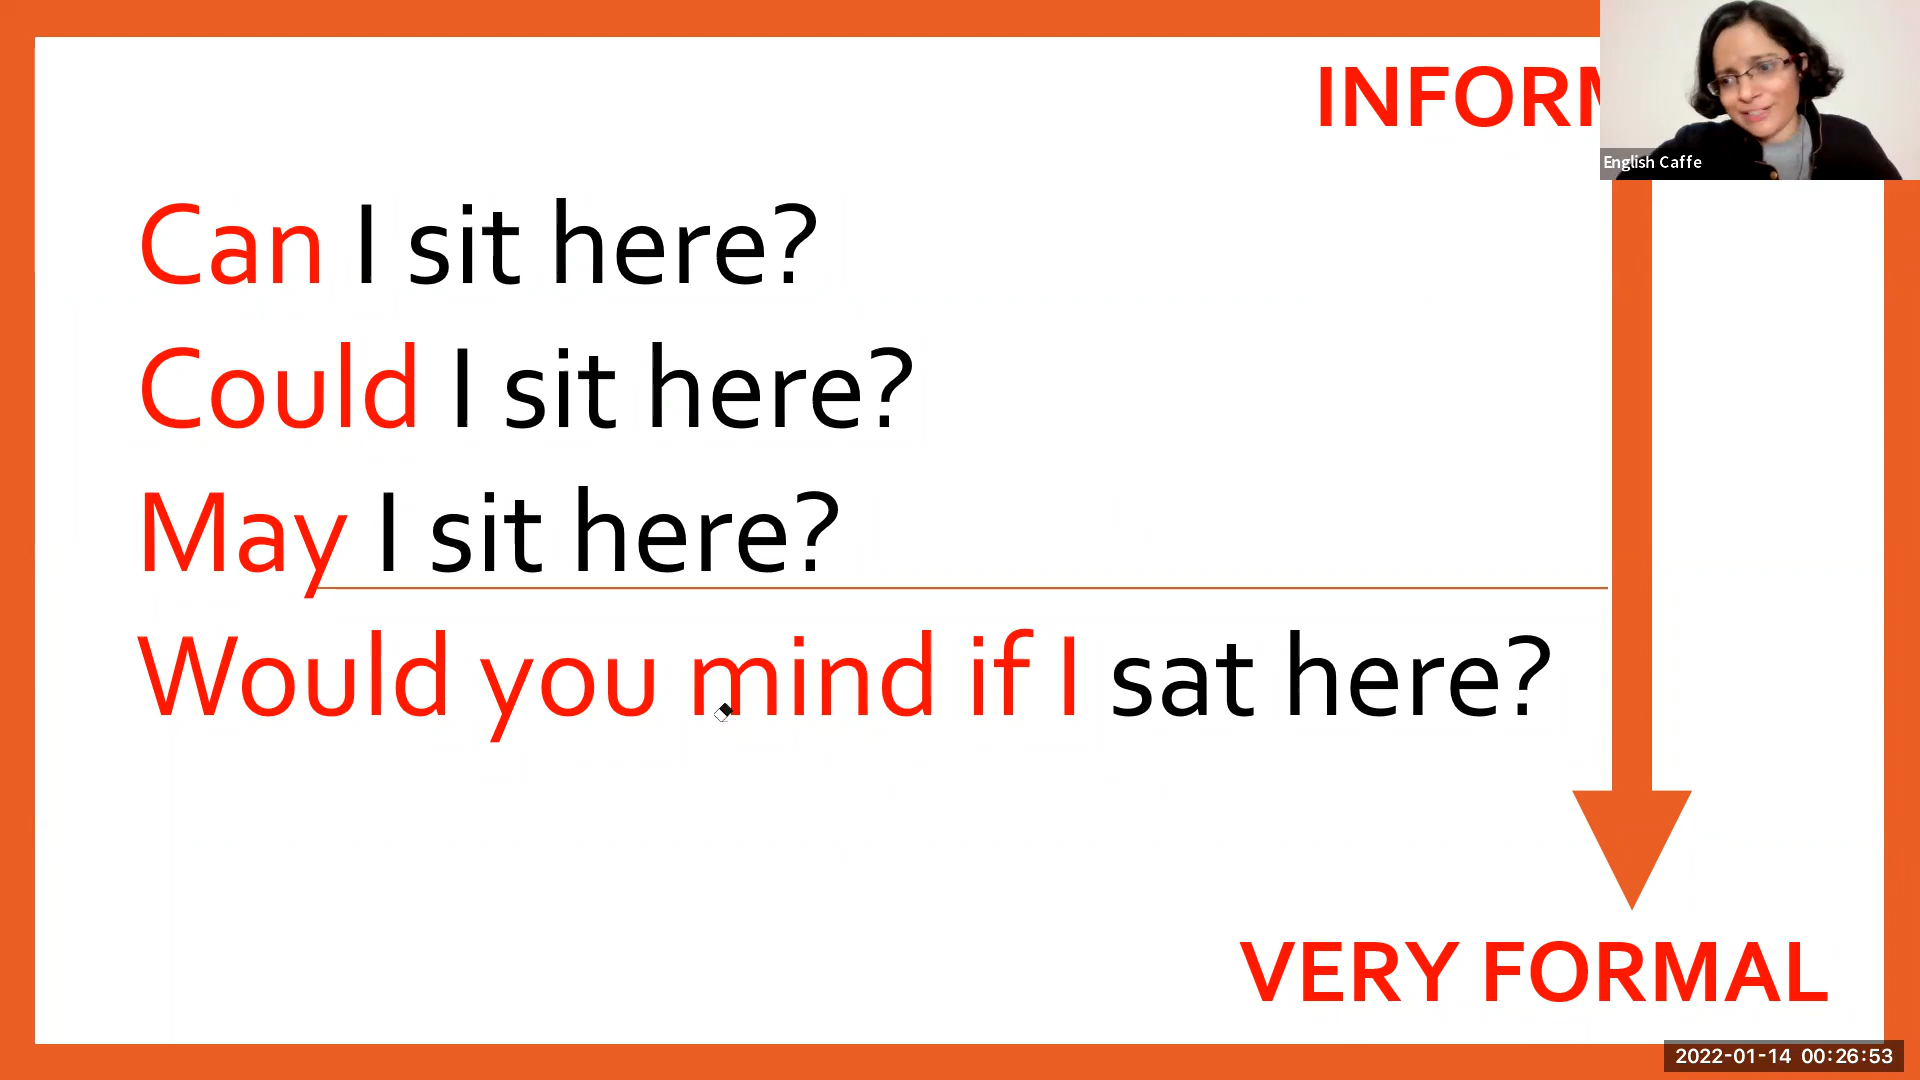 English Caffe
Can I sit here?
Could I sit here?
May I sit here?
Would you mind if I sat here?
VERY FORMAL
2022-01-14 00:26:53